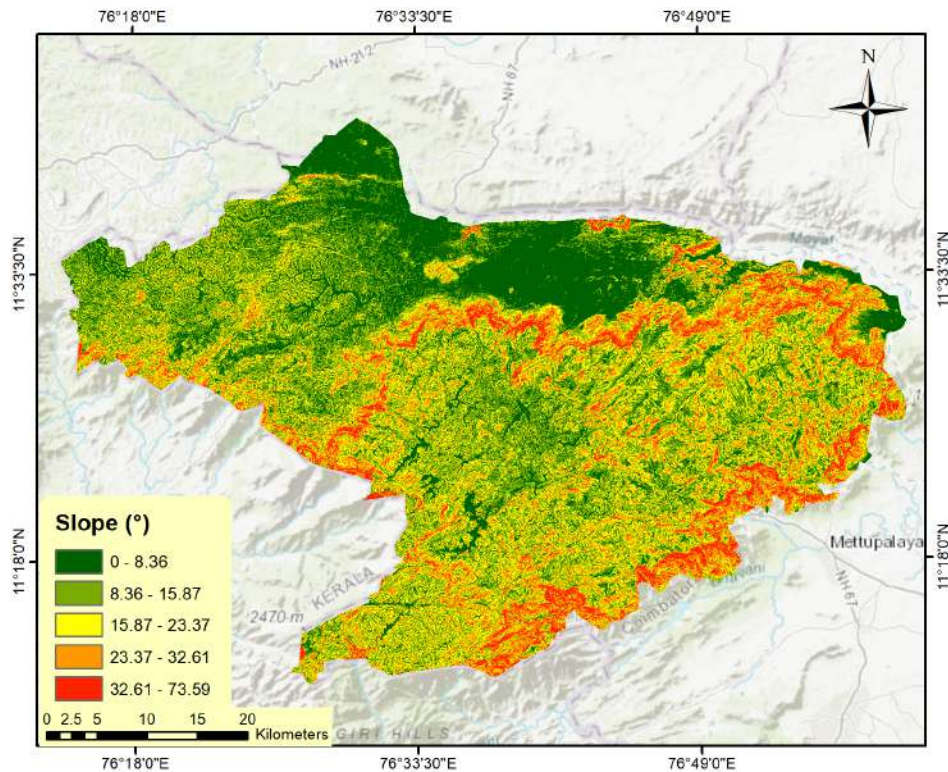 76°18'0"E 76°33'30"E 76°49'0"E
NH 212
NH 67
N
Moyar
11°33'30"N 11°33'30"N
Mettupalaya
11°18'0"N 11°18'0"N
NH 67
KERALA
2470 m
Coimbato
GIRI HILLS
Slope (°)
0 - 8.36
8.36 - 15.87
15.87 - 23.37
23.37 - 32.61
32.61 - 73.59
0 2.5 5 10 15 20
Kilometers
76°18'0"E 76°33'30"E 76°49'0"E